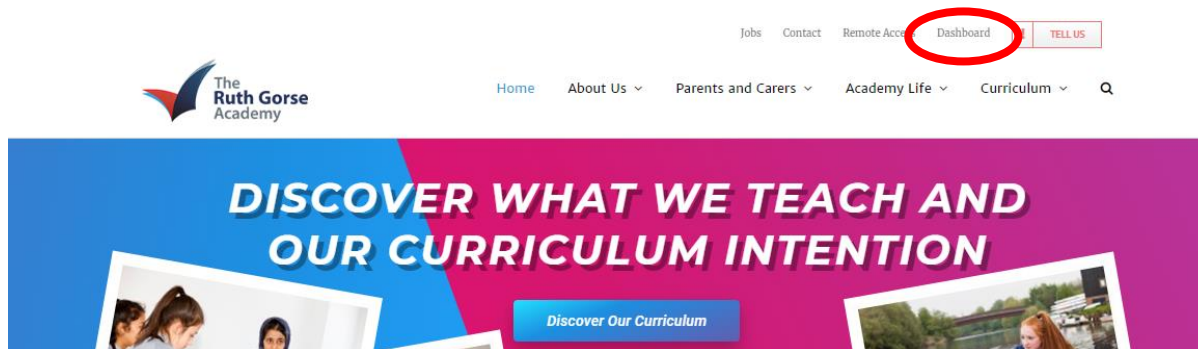 Jobs Contact Remote Access Dashboard TELL US
The
Ruth Gorse
Academy
Home About Us Parents and Carers Academy Life Curriculum
DISCOVER WHAT WE TEACH AND
OUR CURRICULUM INTENTION
Discover Our Curriculum